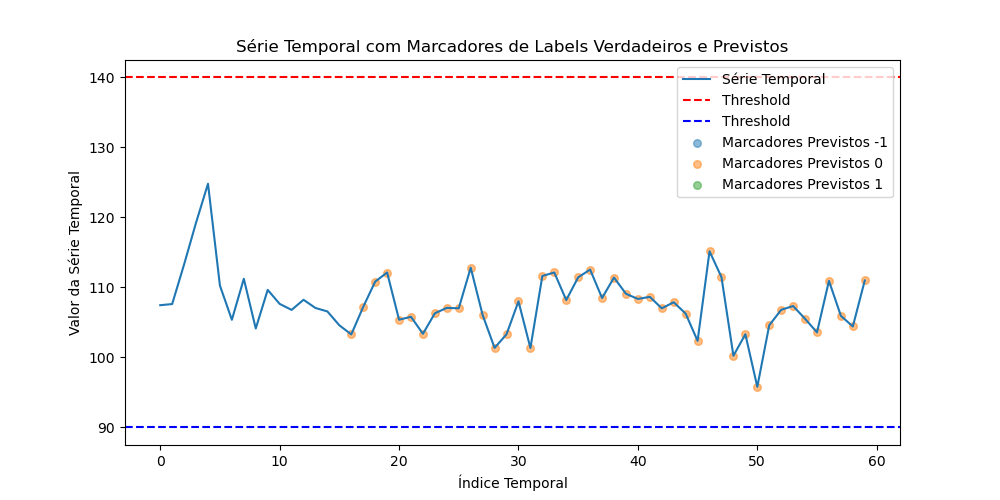 Série Temporal com Marcadores de Labels Verdadeiros e Previstos
Valor da Série Temporal
140
130
120
110
100
90
Série Temporal
Threshold
Threshold
Marcadores Previstos -1
Marcadores Previstos 0
Marcadores Previstos 1
0 10 20 30 40 50 60
Índice Temporal